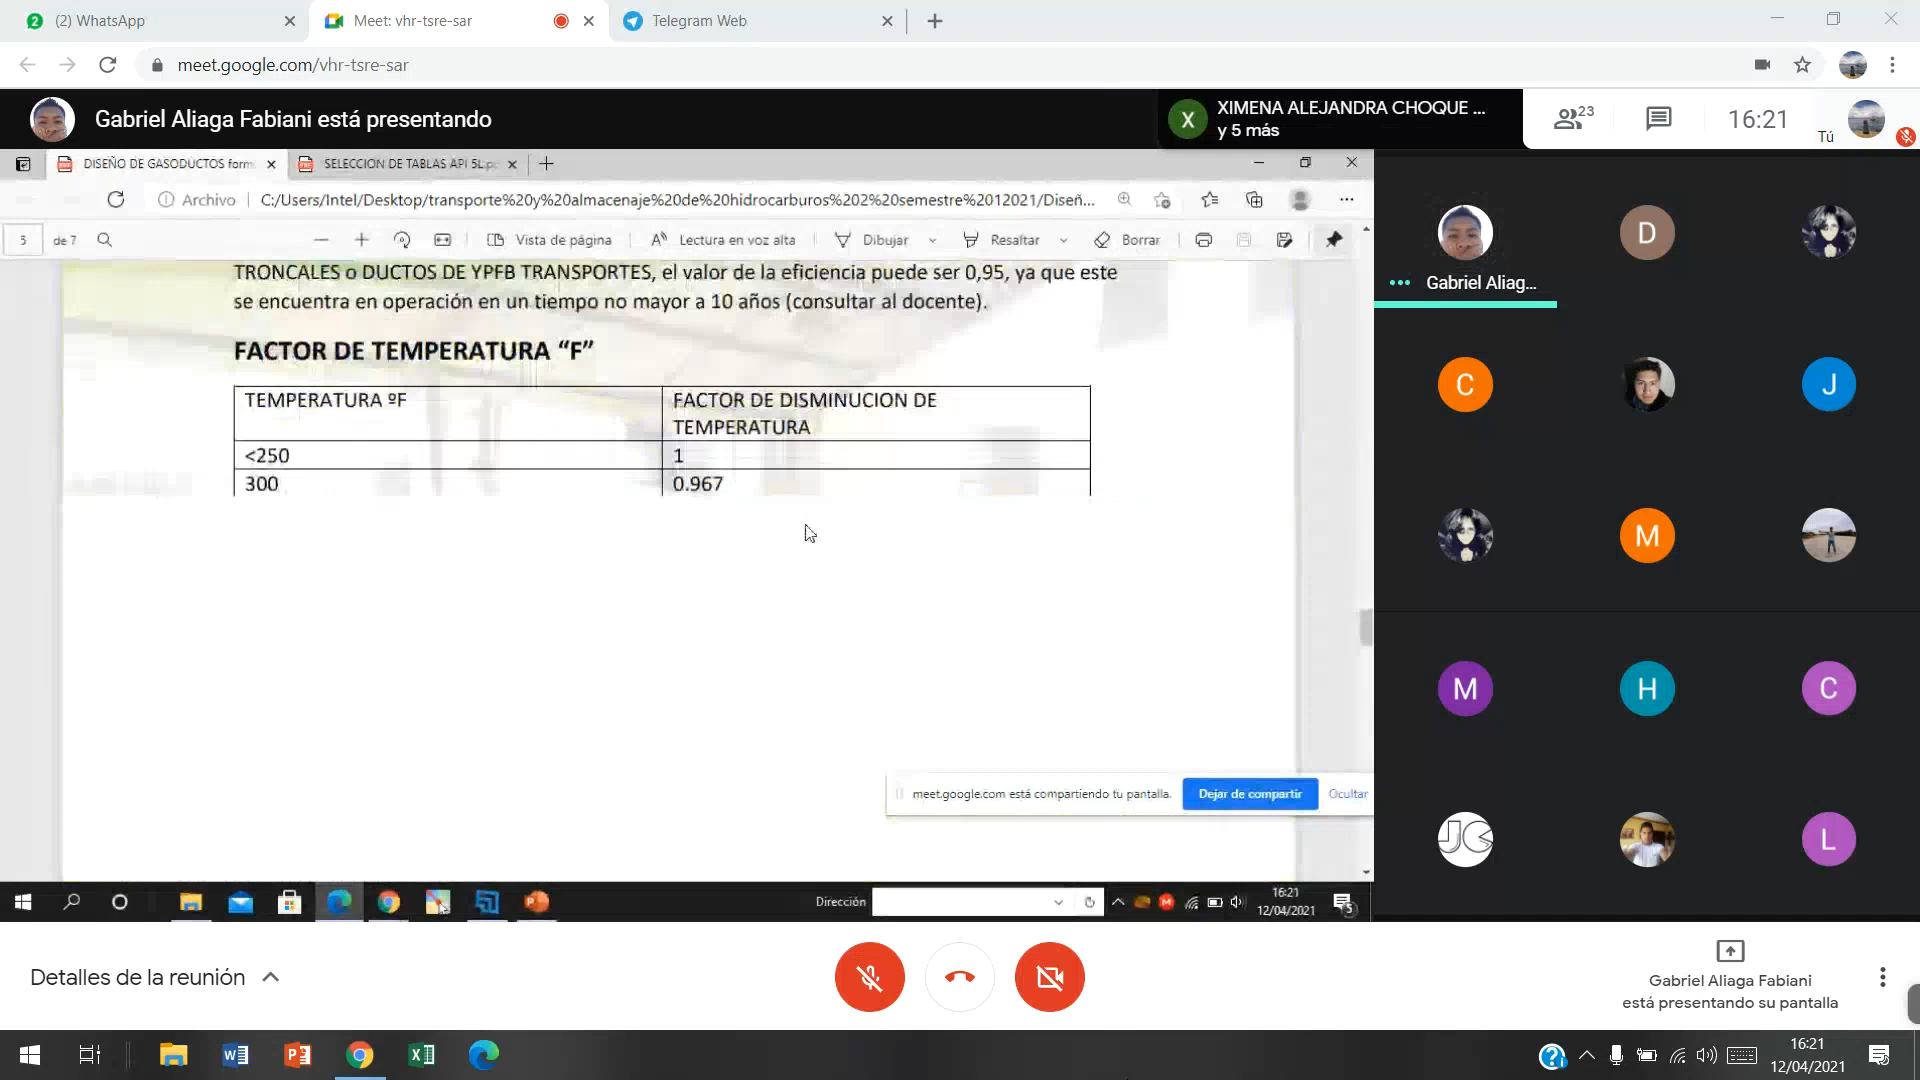 2 (2) WhatsApp
Meet: vhr-tsre-sar
Telegram Web
meet.google.com/vhr-tsre-sar
Gabriel Aliaga Fabiani está presentando
X
XIMENA ALEJANDRA CHOQUE ...
y 5 más
23
16:21
Tú
DISEÑO DE GASODUCTOS form
SELECCION DE TABLAS API 5L.p
Archivo
C:/Users/Intel/Desktop/transporte%20y%20almacenaje%20de%20hidrocarburos%202%20semestre%2012021/Diseñ...
5 de 7
Vista de página
Lectura en voz alta
Dibujar
Resaltar
Borrar
TRONCALES o DUCTOS DE YPFB TRANSPORTES, el valor de la eficiencia puede ser 0,95, ya que este
se encuentra en operación en un tiempo no mayor a 10 años (consultar al docente).
FACTOR DE TEMPERATURA “F”
TEMPERATURA ºF
FACTOR DE DISMINUCION DE
TEMPERATURA
<250
1
300
0.967
meet.google.com está compartiendo tu pantalla.
Dejar de compartir
Ocultar
Dirección
16:21
12/04/2021
5
D
Gabriel Aliag...
C
J
M
M
H
C
JC
L
Detalles de la reunión
Gabriel Aliaga Fabiani
está presentando su pantalla
16:21
12/04/2021